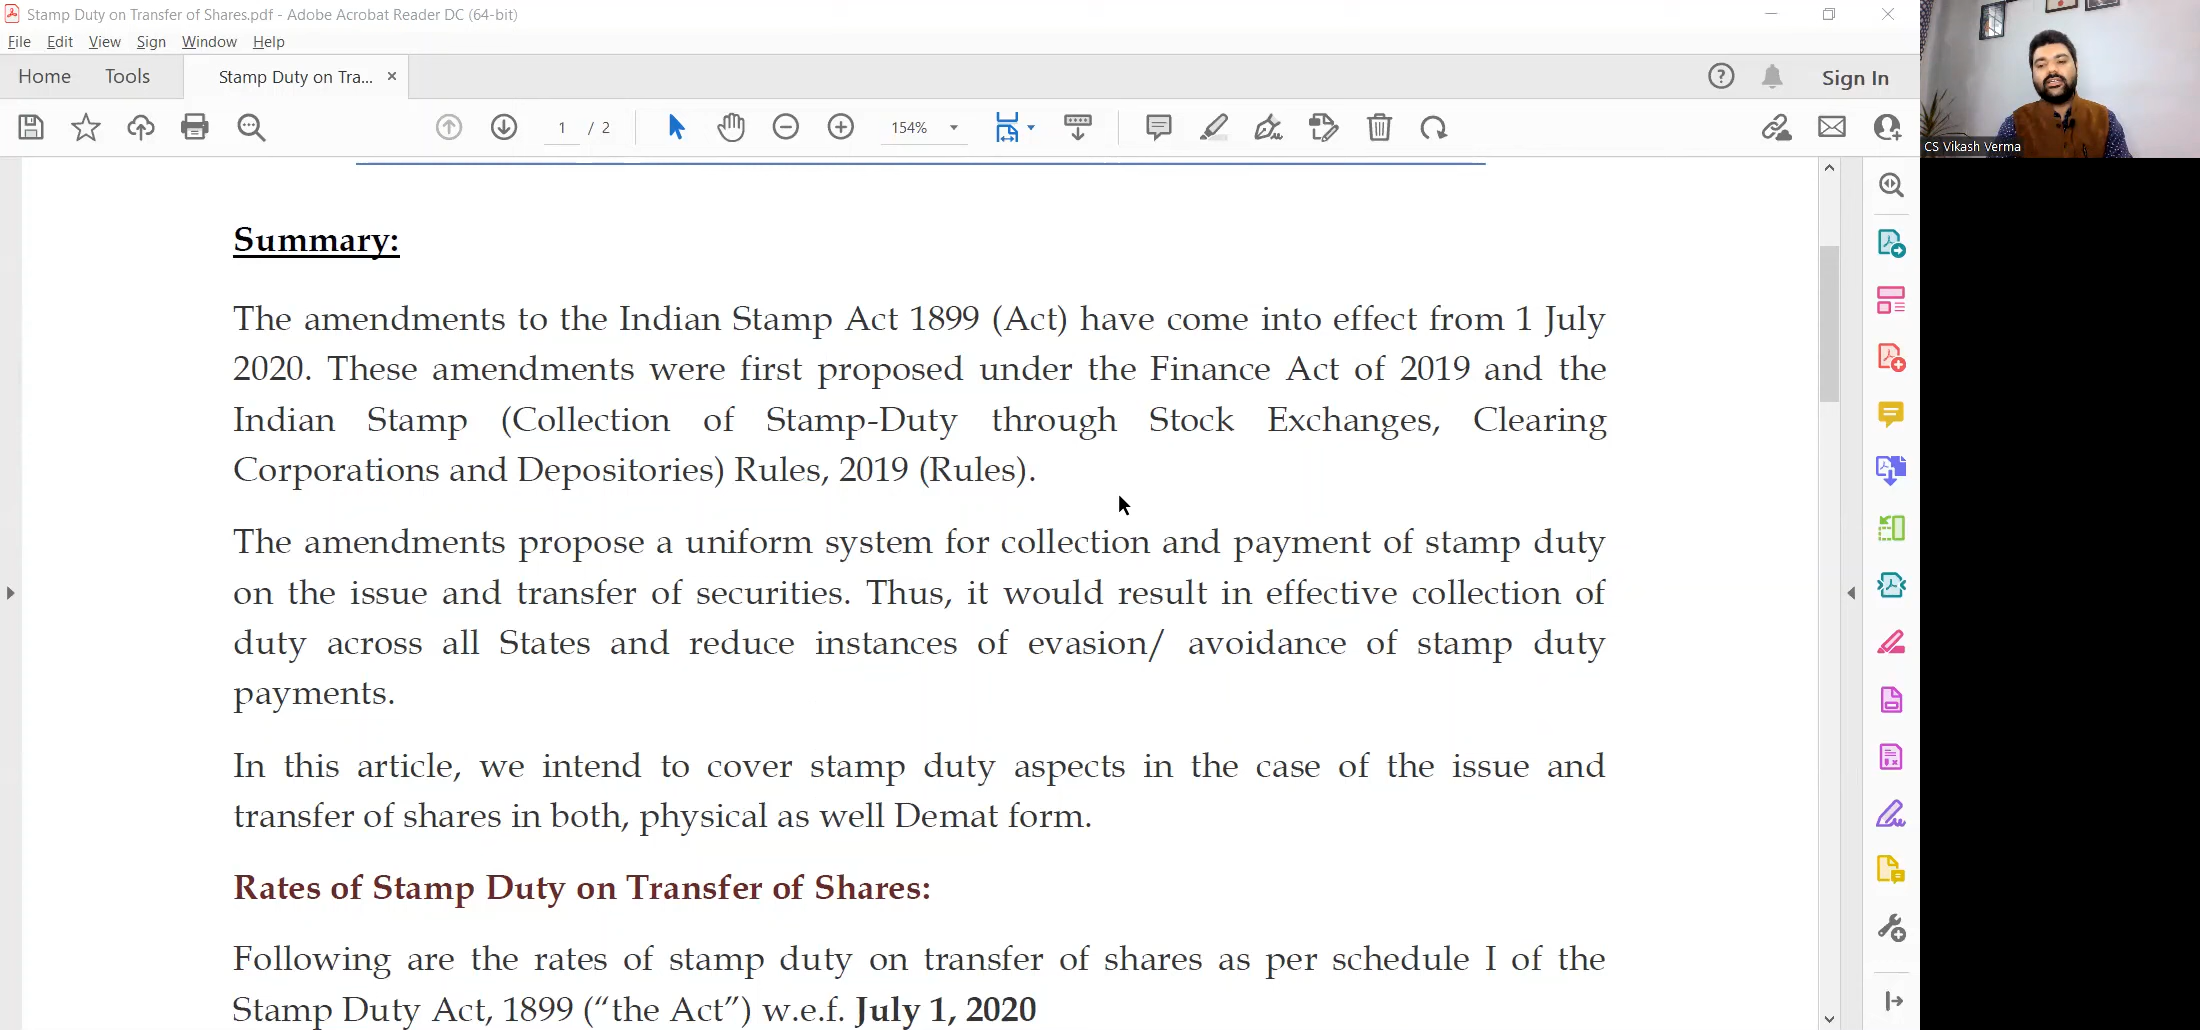 Stamp Duty on Transfer of Shares.pdf - Adobe Acrobat Reader DC (64-bit)
File Edit View Sign Window Help
Home Tools Stamp Duty on Tra... × Sign In
1 / 2 154%
CS Vikash Verma
Summary:
The amendments to the Indian Stamp Act 1899 (Act) have come into effect from 1 July
2020. These amendments were first proposed under the Finance Act of 2019 and the
Indian Stamp (Collection of Stamp-Duty through Stock Exchanges, Clearing
Corporations and Depositories) Rules, 2019 (Rules).
The amendments propose a uniform system for collection and payment of stamp duty
on the issue and transfer of securities. Thus, it would result in effective collection of
duty across all States and reduce instances of evasion/ avoidance of stamp duty
payments.
In this article, we intend to cover stamp duty aspects in the case of the issue and
transfer of shares in both, physical as well Demat form.
Rates of Stamp Duty on Transfer of Shares:
Following are the rates of stamp duty on transfer of shares as per schedule I of the
Stamp Duty Act, 1899 (“the Act”) w.e.f. July 1, 2020